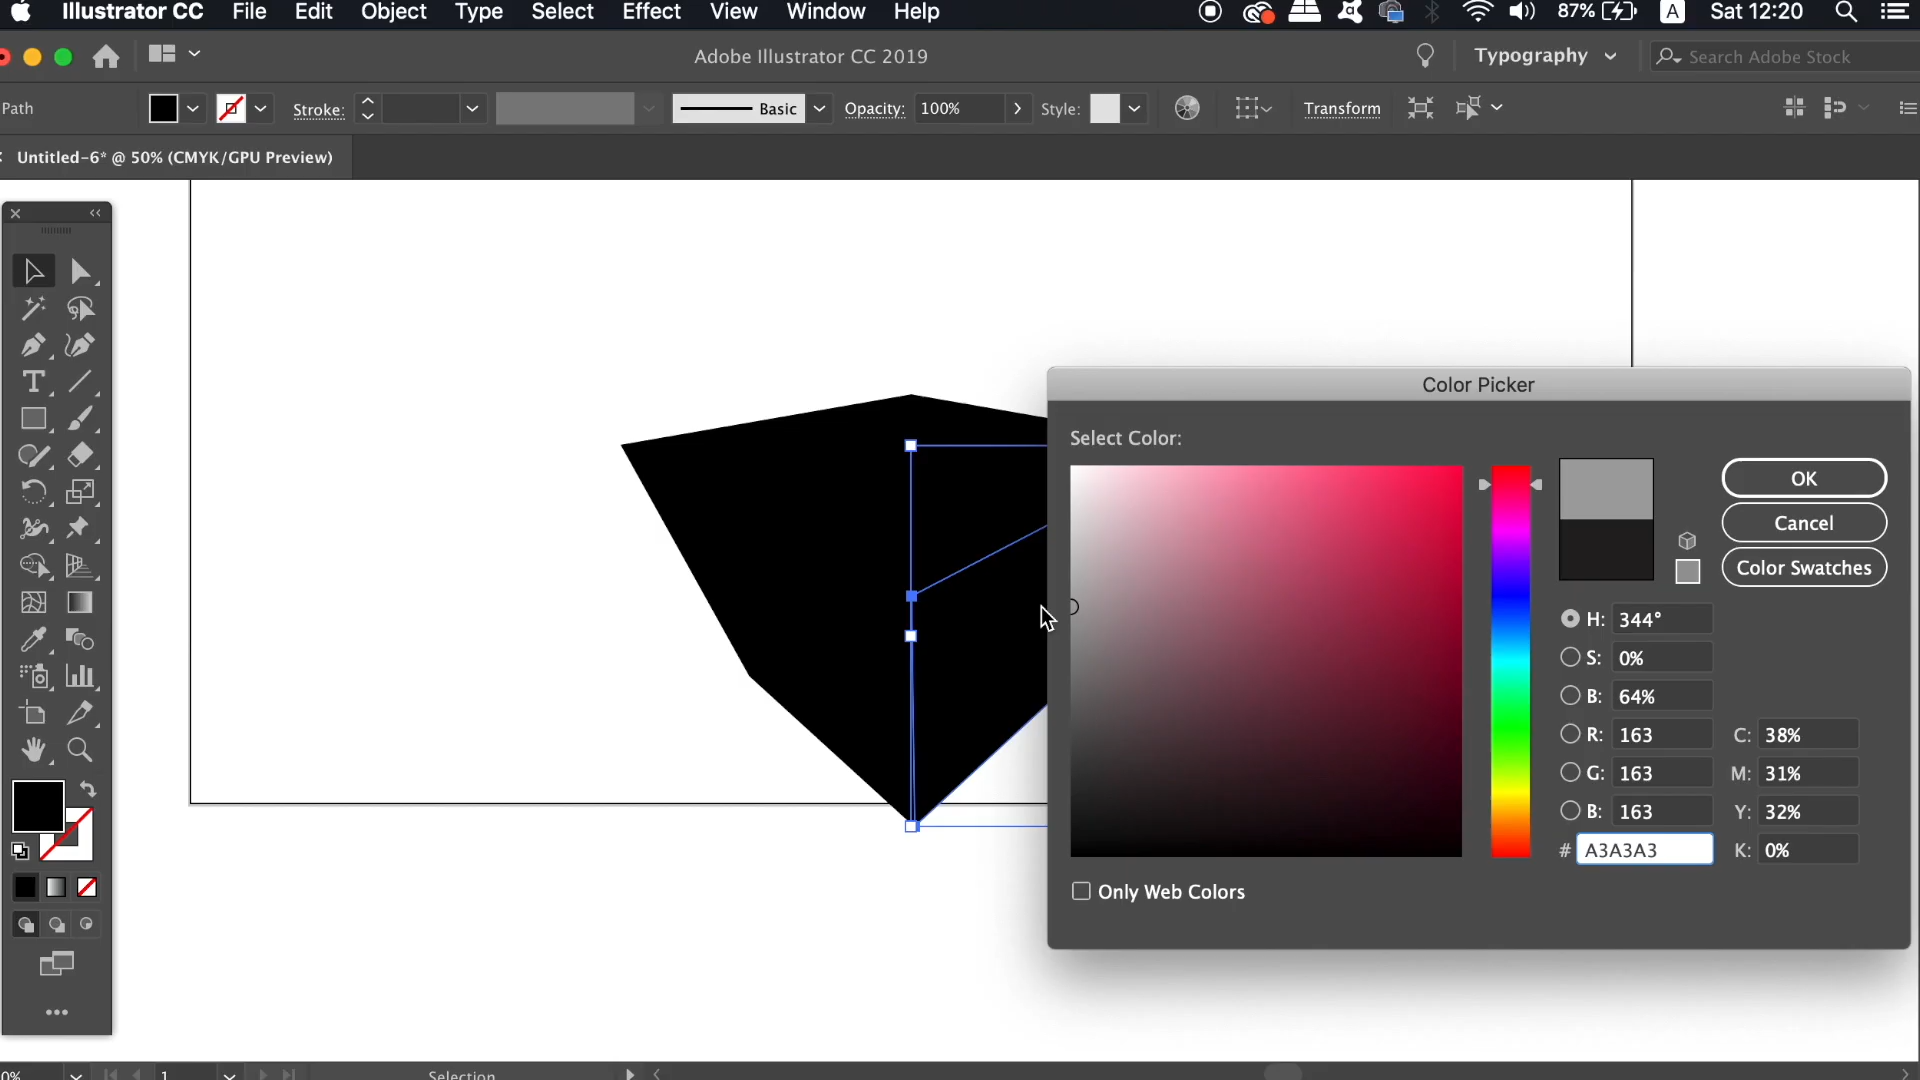 Illustrator CC File Edit Object Type Select Effect View Window Help 87% A Sat 12:20
Adobe Illustrator CC 2019 Typography Search Adobe Stock
Path Stroke: Basic Opacity: 100% Style: Transform
Untitled-6* @ 50% (CMYK/GPU Preview)
Color Picker
Select Color:
OK
Cancel
Color Swatches
H: 344°
S: 0%
B: 64%
R: 163 C: 38%
G: 163 M: 31%
B: 163 Y: 32%
# A3A3A3 K: 0%
Only Web Colors
0% 1 Selection